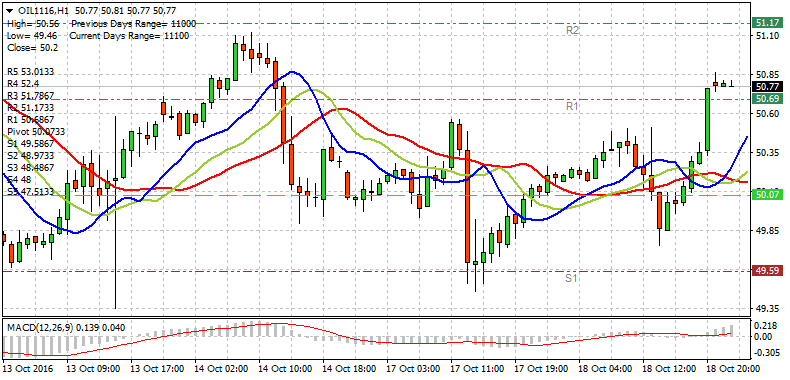 OIL1116,H1 50.77 50.81 50.77 50.77
High= 50.56 Previous Days Range= 11000
Low= 49.46 Current Days Range= 11100
Close= 50.2
R5 53.0133
R4 52.4
R3 51.7867
R2 51.1733
R1 50.6867
Pivot 50.0733
S1 49.5867
S2 48.9733
S3 48.4867
S4 48
S5 47.5133
R2
R1
S1
51.17
51.10
50.85
50.77
50.69
50.60
50.35
50.07
49.85
49.59
49.35
MACD(12,26,9) 0.139 0.040
0.218
0.00
-0.305
13 Oct 2016
13 Oct 09:00
13 Oct 17:00
14 Oct 02:00
14 Oct 10:00
14 Oct 18:00
17 Oct 03:00
17 Oct 11:00
17 Oct 19:00
18 Oct 04:00
18 Oct 12:00
18 Oct 20:00